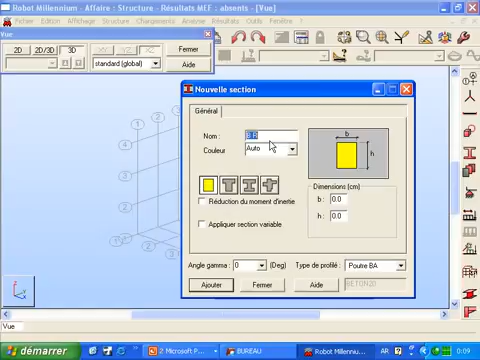 Robot Millennium - Affaire : Structure - Résultats MEF : absents - [Vue]
Fichier Edition Affichage Structure Chargements Analyse Résultats
Vue
2D 2D/3D 3D XY YZ XZ Fermer
standard (global) Aide
Nouvelle section
Général
Nom : B R
Couleur Auto
b
h
Réduction du moment d'inertie
Appliquer section variable
Dimensions (cm)
b : 0.0
h : 0.0
Angle gamma : 0 (Deg) Type de profilé : Poutre BA
Ajouter Fermer Aide BETON20
Vue
démarrer 2 Microsoft P... BUREAU Robot Millenniu... AR 0:09